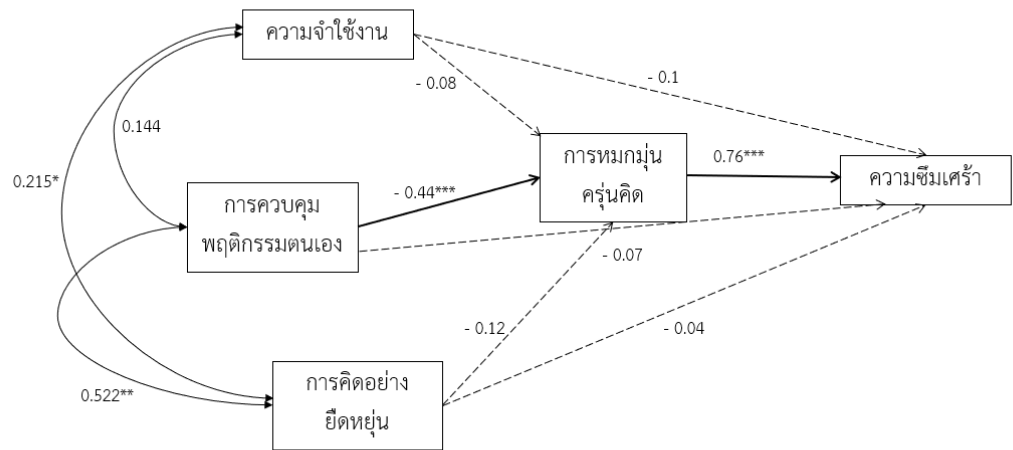 ความจำใช้งาน
- 0.1
- 0.08
0.144
การหมกมุ่น
ครุ่นคิด
0.76***
ความซึมเศร้า
0.215*
- 0.44***
การควบคุม
พฤติกรรมตนเอง
- 0.07
- 0.12
- 0.04
0.522**
การคิดอย่าง
ยืดหยุ่น